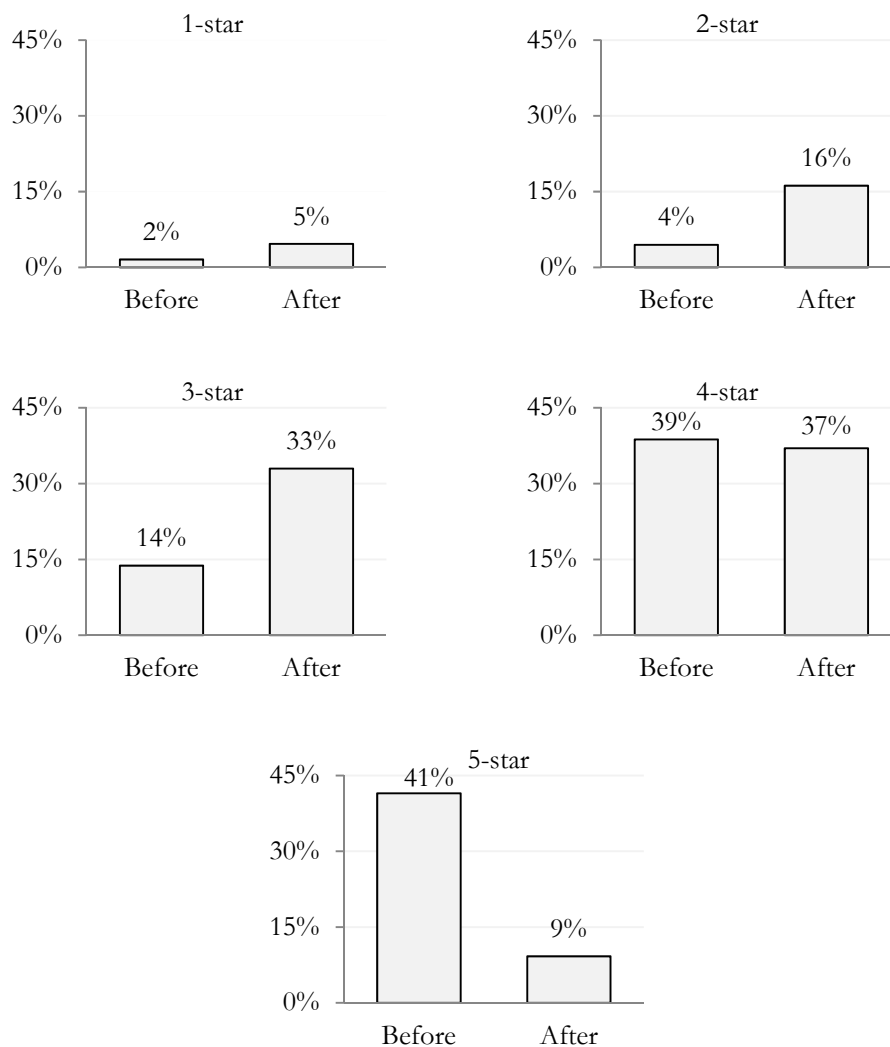 1-star
45%
30%
15%
0%
2%
5%
Before
After
2-star
45%
30%
15%
0%
4%
16%
Before
After
3-star
45%
30%
15%
0%
14%
33%
Before
After
4-star
45%
30%
15%
0%
39%
37%
Before
After
5-star
45%
30%
15%
0%
41%
9%
Before
After